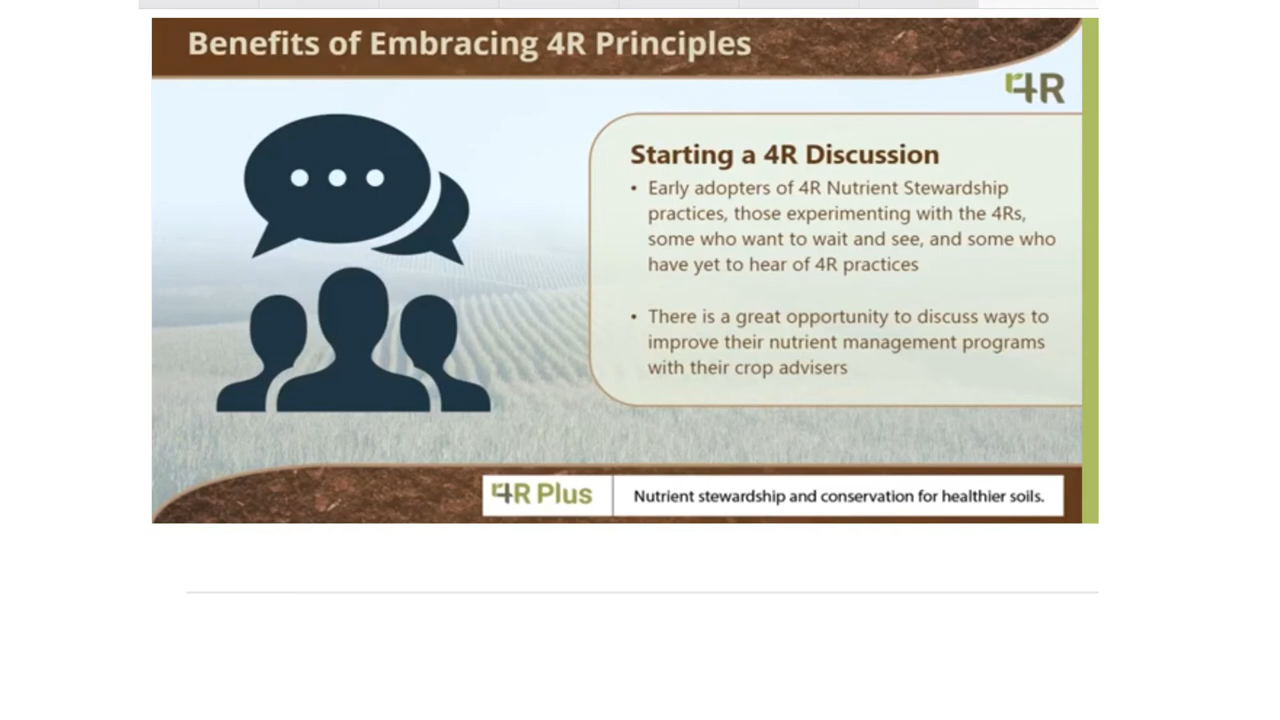 Benefits of Embracing 4R Principles
4R
Starting a 4R Discussion
• Early adopters of 4R Nutrient Stewardship
practices, those experimenting with the 4Rs,
some who want to wait and see, and some who
have yet to hear of 4R practices
• There is a great opportunity to discuss ways to
improve their nutrient management programs
with their crop advisers
4R Plus
Nutrient stewardship and conservation for healthier soils.